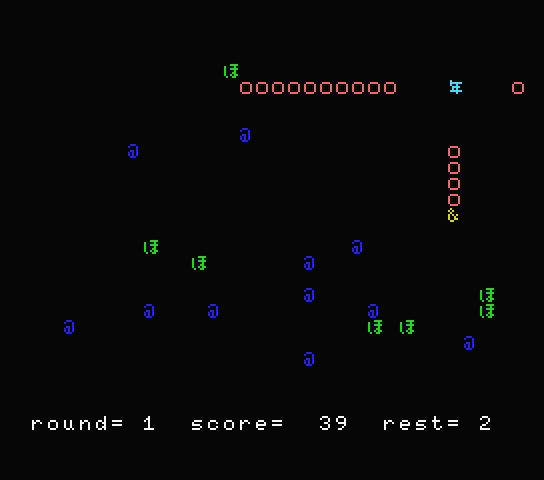 round= 1 score= 39 rest= 2